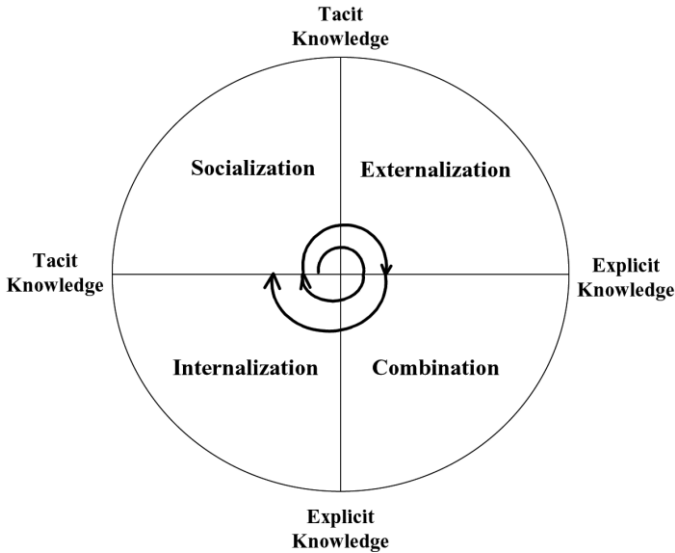 Tacit
Knowledge
Socialization
Externalization
Tacit
Knowledge
Explicit
Knowledge
Internalization
Combination
Explicit
Knowledge